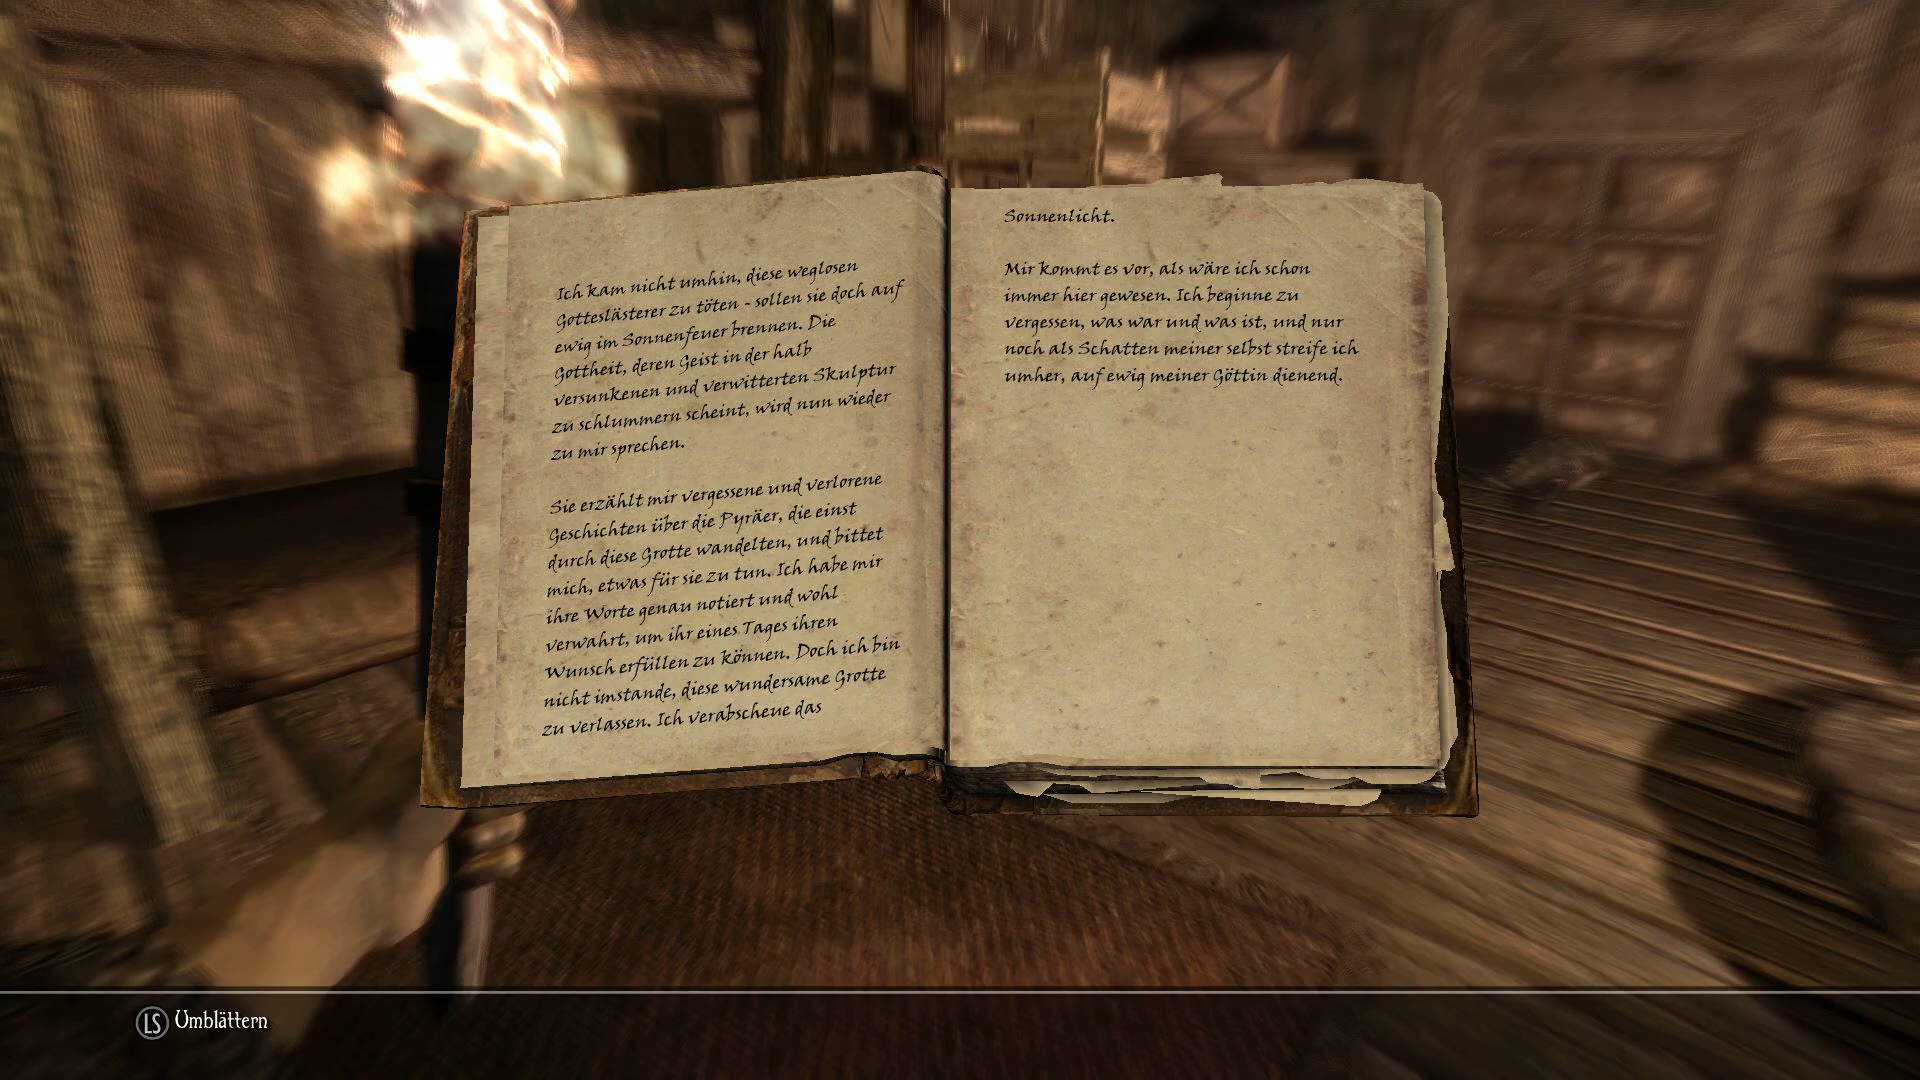 Ich kam nicht umhin, diese weglosen
Gotteslästerer zu töten - sollen sie doch auf
ewig im Sonnenfeuer brennen. Die
Gottheit, deren Geist in der halb
versunkenen und verwitterten Skulptur
zu schlummern scheint, wird nun wieder
zu mir sprechen.
Sie erzählt mir vergessene und verlorene
Geschichten über die Pyräer, die einst
durch diese Grotte wandelten, und bittet
mich, etwas für sie zu tun. Ich habe mir
ihre Worte genau notiert und wohl
verwahrt, um ihr eines Tages ihren
Wunsch erfüllen zu können. Doch ich bin
nicht imstande, diese wundersame Grotte
zu verlassen. Ich verabscheue das
Sonnenlicht.
Mir kommt es vor, als wäre ich schon
immer hier gewesen. Ich beginne zu
vergessen, was war und was ist, und nur
noch als Schatten meiner selbst streife ich
umher, auf ewig meiner Göttin dienend.
LS Umblättern